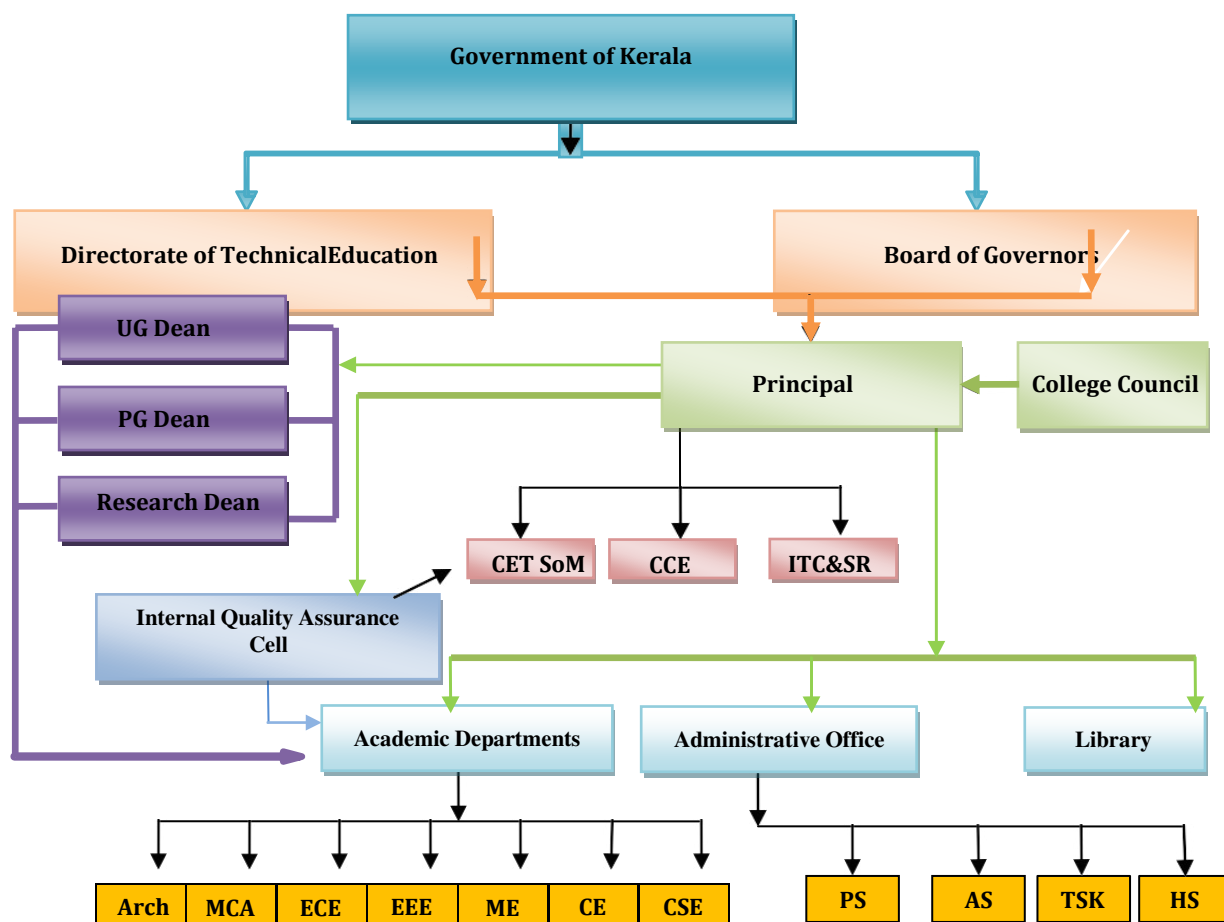 Government of Kerala
Directorate of TechnicalEducation
Board of Governors
UG Dean
Principal
College Council
PG Dean
Research Dean
CET SoM
CCE
ITC&SR
Internal Quality Assurance
Cell
Academic Departments
Administrative Office
Library
Arch
MCA
ECE
EEE
ME
CE
CSE
PS
AS
TSK
HS